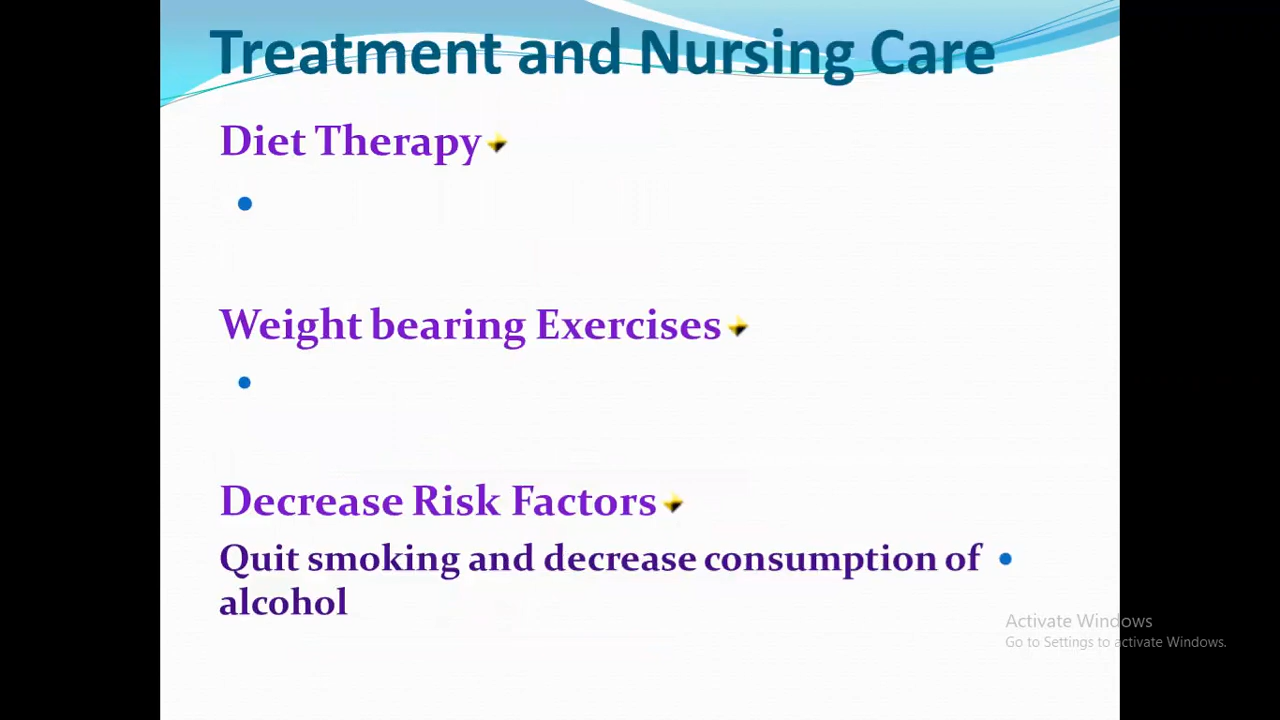 Treatment and Nursing Care
Diet Therapy
Weight bearing Exercises
Decrease Risk Factors
Quit smoking and decrease consumption of
alcohol
Activate Windows
Go to Settings to activate Windows.